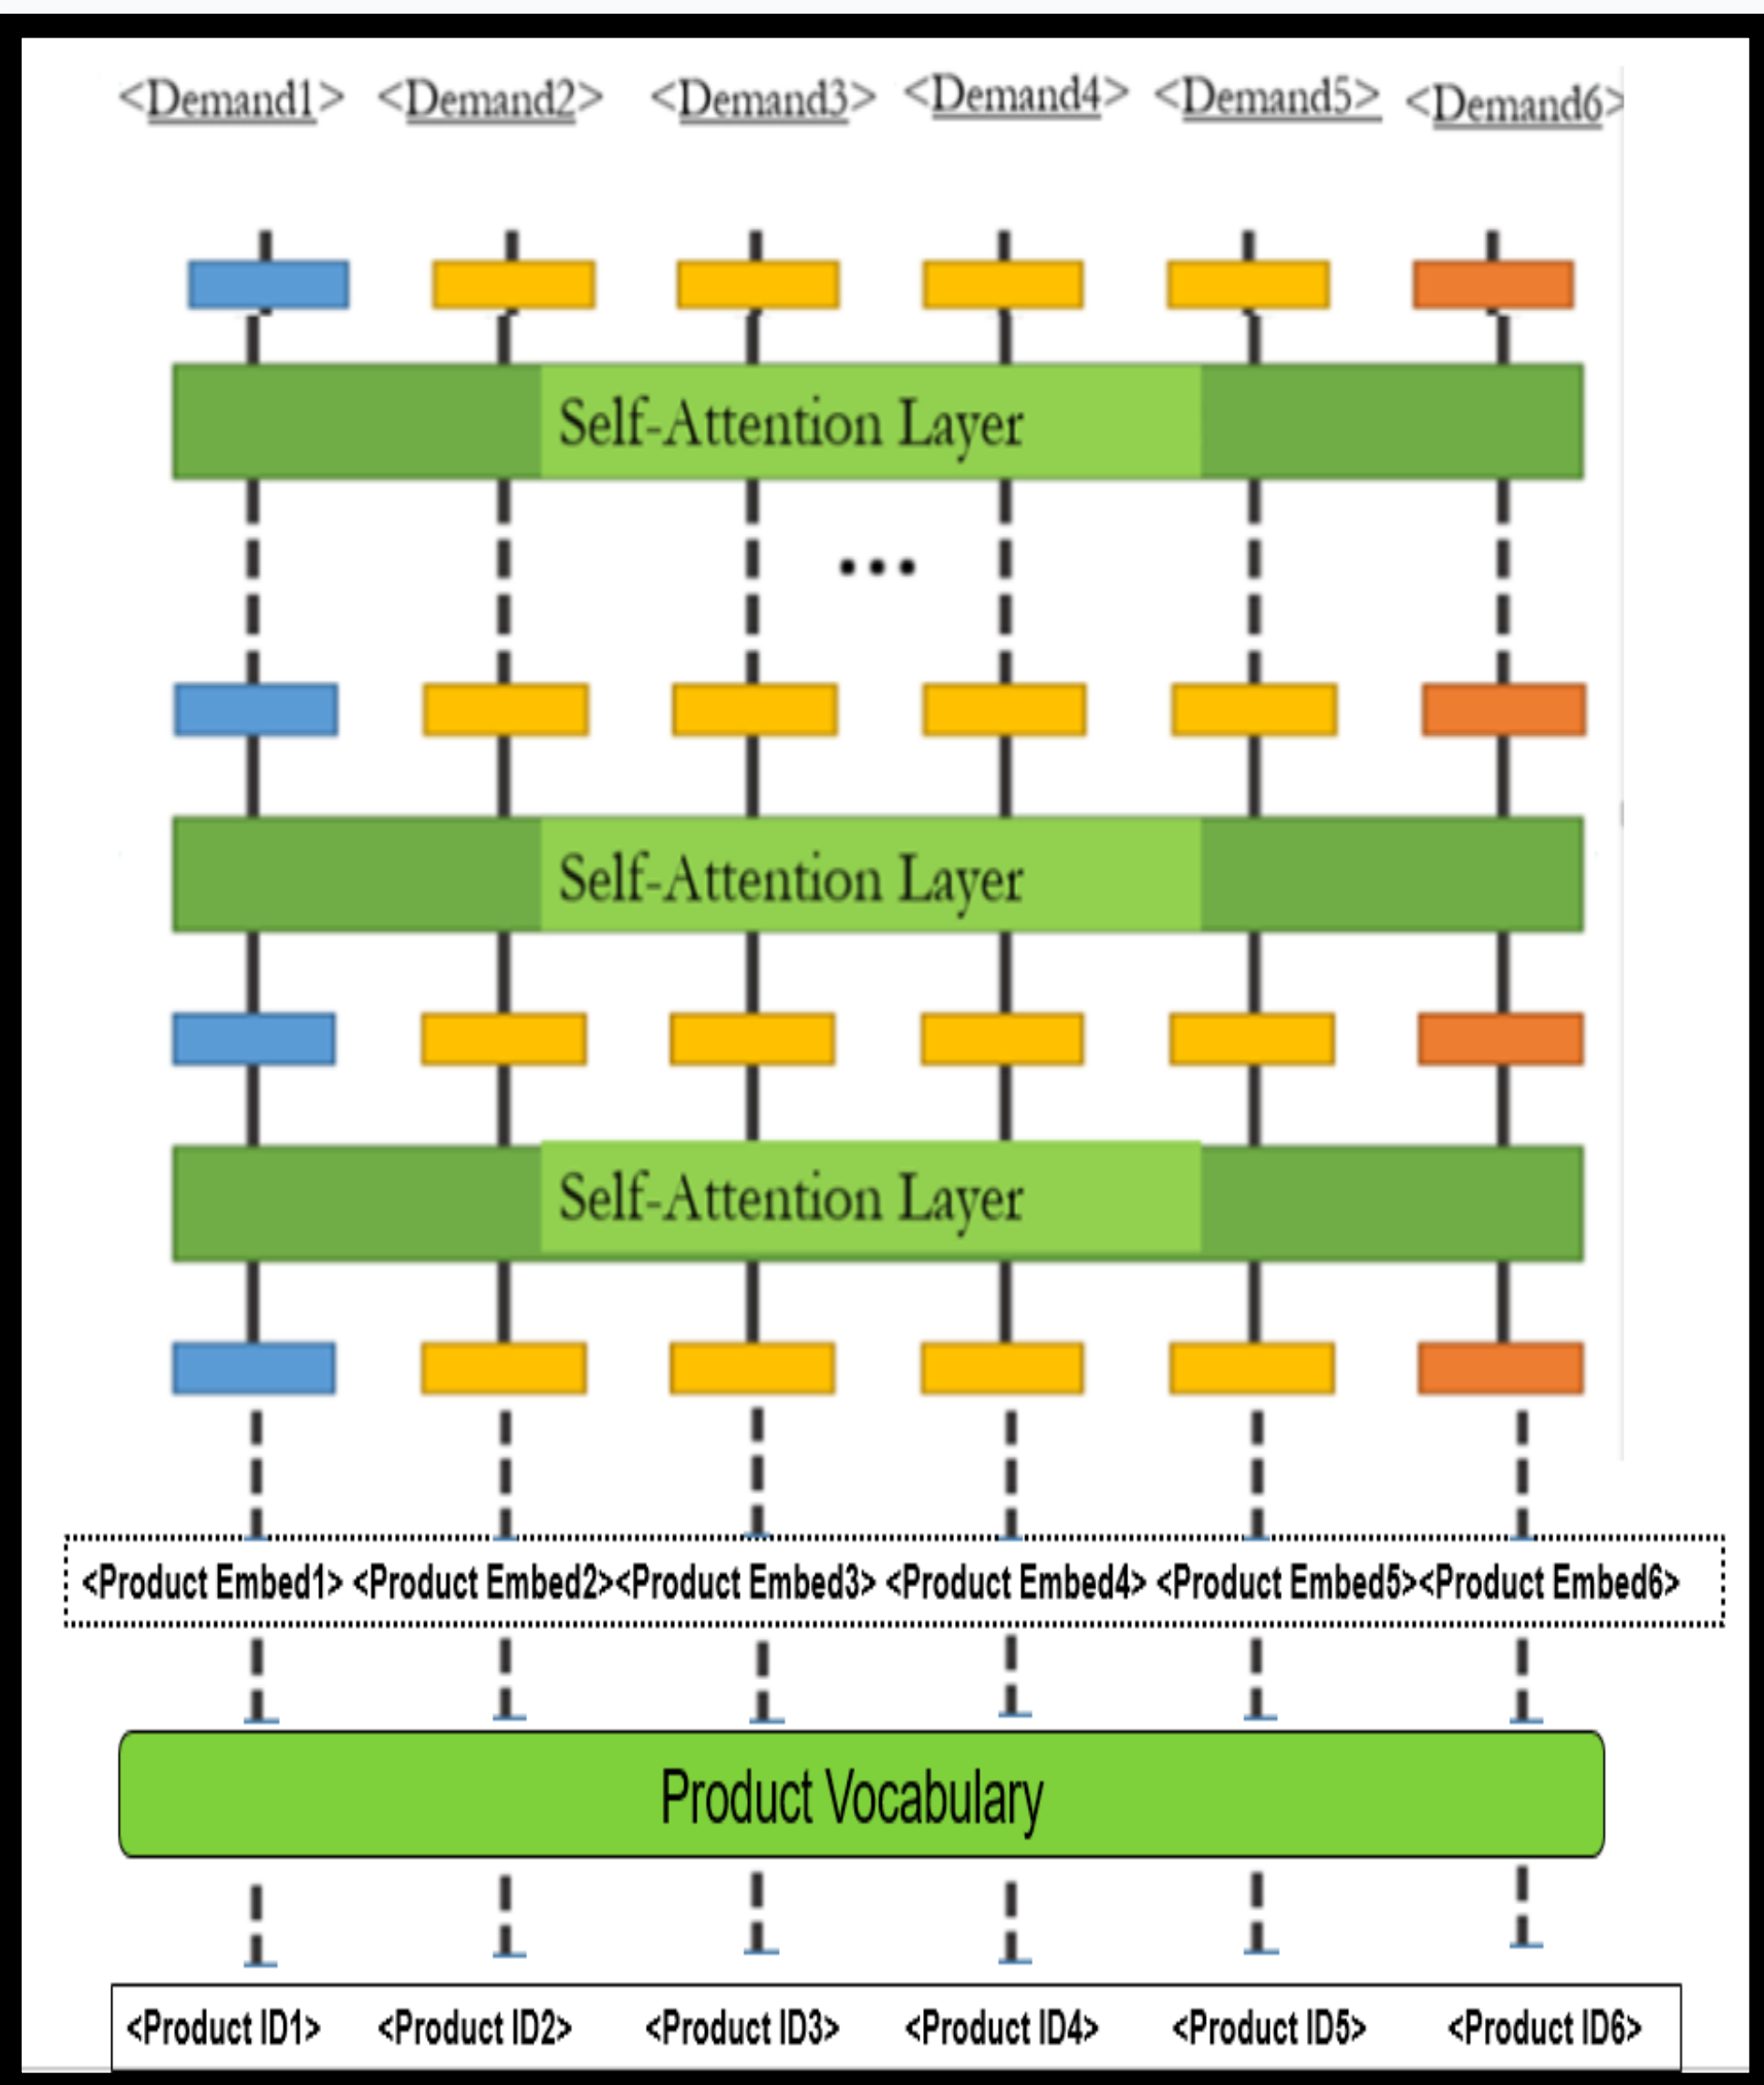 <Demand1> <Demand2> <Demand3> <Demand4> <Demand5> <Demand6>
Self-Attention Layer
...
Self-Attention Layer
Self-Attention Layer
<Product Embed1> <Product Embed2><Product Embed3> <Product Embed4> <Product Embed5><Product Embed6>
Product Vocabulary
<Product ID1> <Product ID2> <Product ID3> <Product ID4> <Product ID5> <Product ID6>